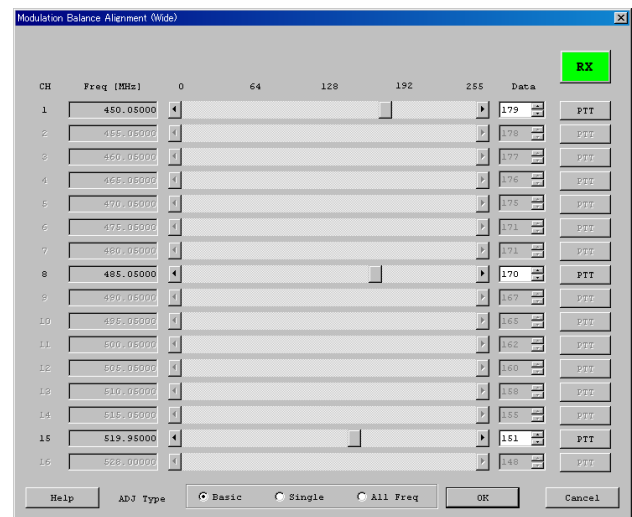 Modulation Balance Alignment (Wide)
RX
CH Freq [MHz] 0 64 128 192 255 Data
1 450.05000 179 PTT
2 455.05000 178 PTT
3 460.05000 177 PTT
4 465.05000 176 PTT
5 470.05000 175 PTT
6 475.05000 171 PTT
7 480.05000 171 PTT
8 485.05000 170 PTT
9 490.05000 167 PTT
10 495.05000 165 PTT
11 500.05000 162 PTT
12 505.05000 160 PTT
13 510.05000 158 PTT
14 515.05000 155 PTT
15 519.95000 151 PTT
16 528.00000 148 PTT
Help ADJ Type Basic Single All Freq OK Cancel